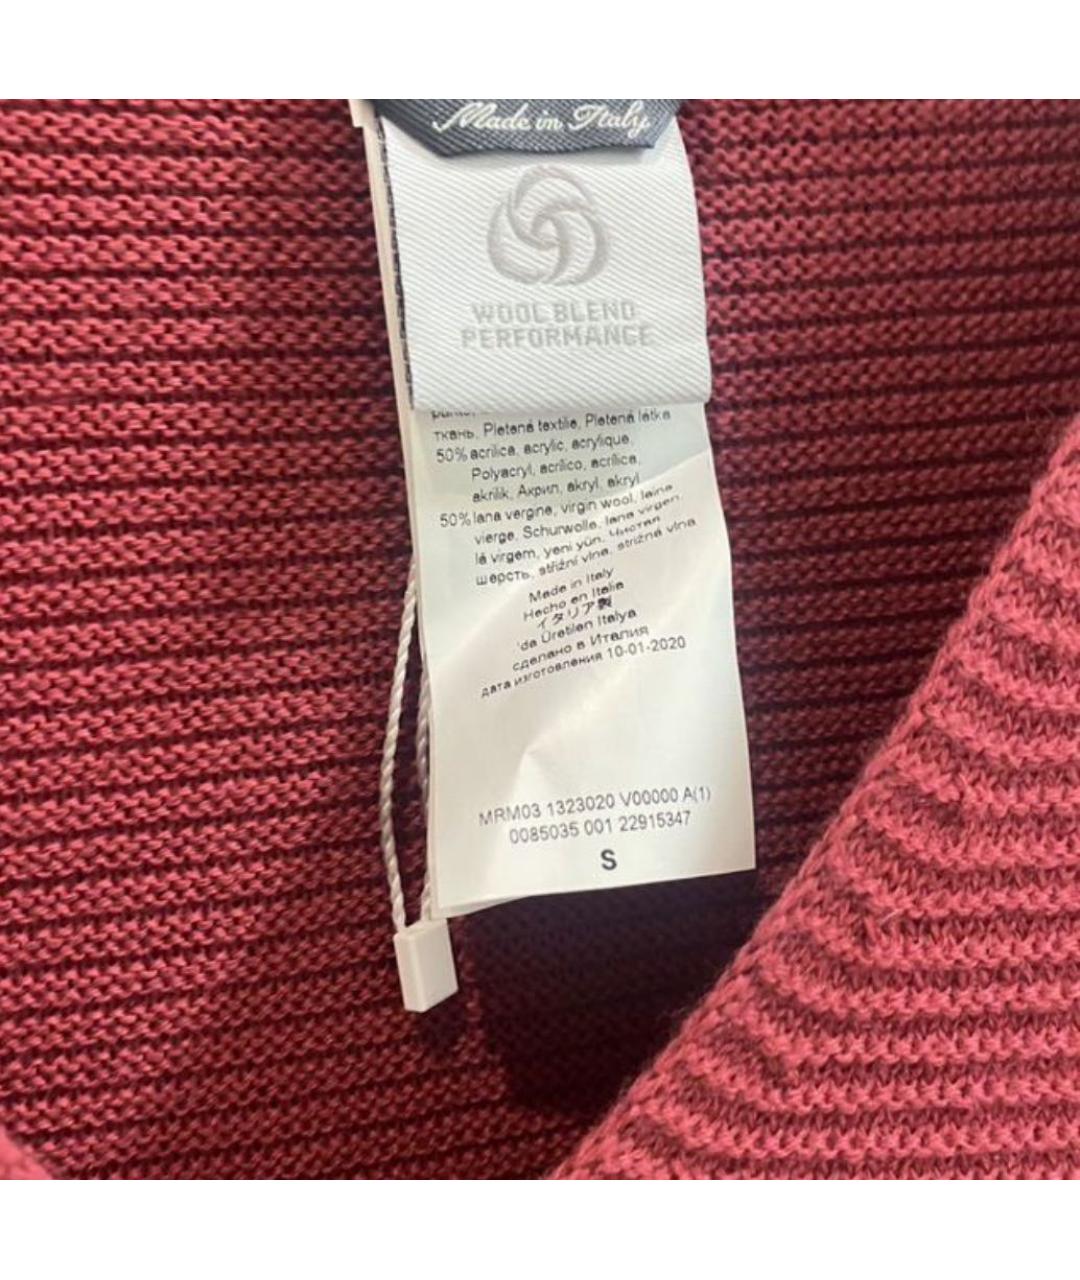 Made in Italy
WOOL BLEND
PERFORMANCE
ткань, Pletená textilie, Pletená látka
50% acrilica, acrylic, acrylique,
Polyacryl, acrílico, acrílica,
akrilik, Акрил, akryl, akryl
50% lana vergine, virgin wool, laine
vierge, Schurwolle, lana virgen,
lã virgem, yeni yün, Чистая
шерсть, střižní vlna, strižná vlna
Made in Italy
Hecho en Italia
イタリア製
'da Üretilen Italya
сделано в Италия
дата изготовления 10-01-2020
MRM03 1323020 V00000 A(1)
0085035 001 22915347
S